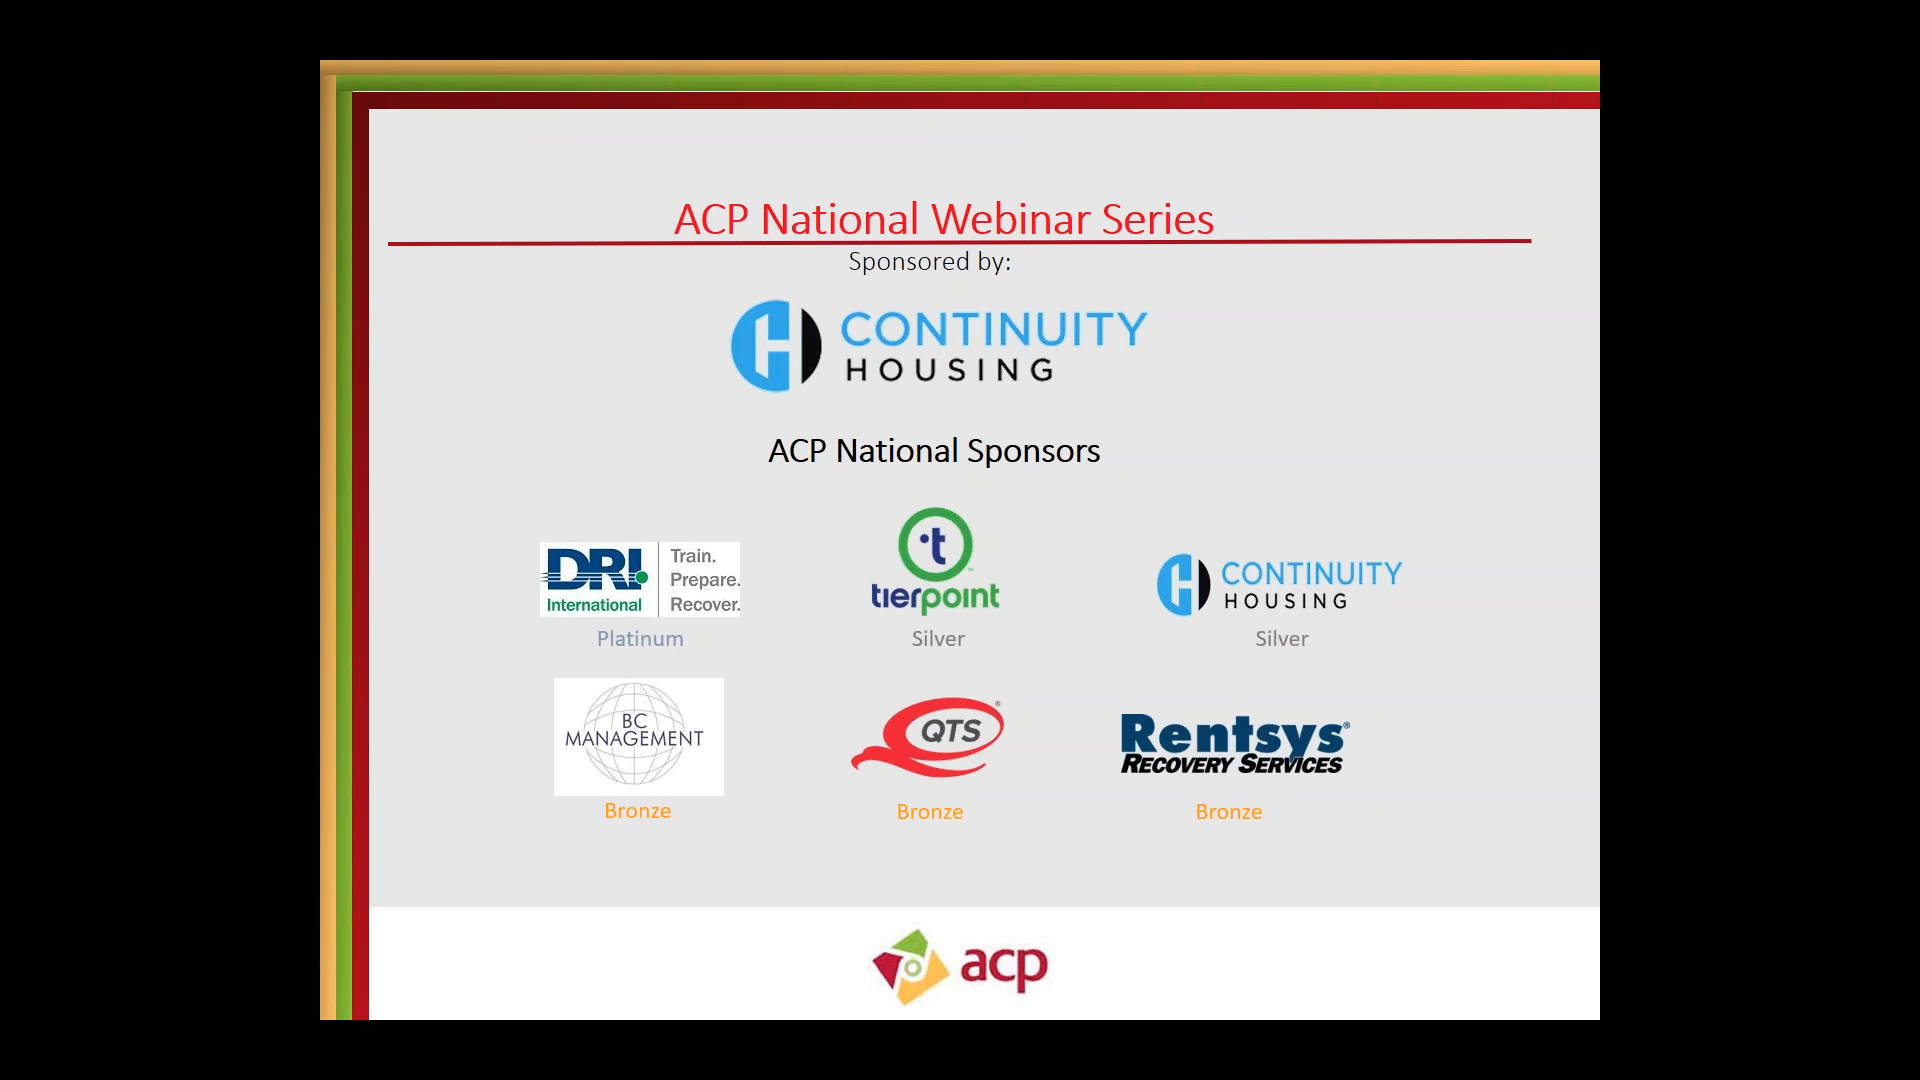 ACP National Webinar Series
Sponsored by:
CONTINUITY
HOUSING
ACP National Sponsors
DRI
International
Train.
Prepare.
Recover.
Platinum
t
tierpoint
Silver
CONTINUITY
HOUSING
Silver
BC
MANAGEMENT
Bronze
QTS®
Bronze
Rentsys®
RECOVERY SERVICES
Bronze
acp